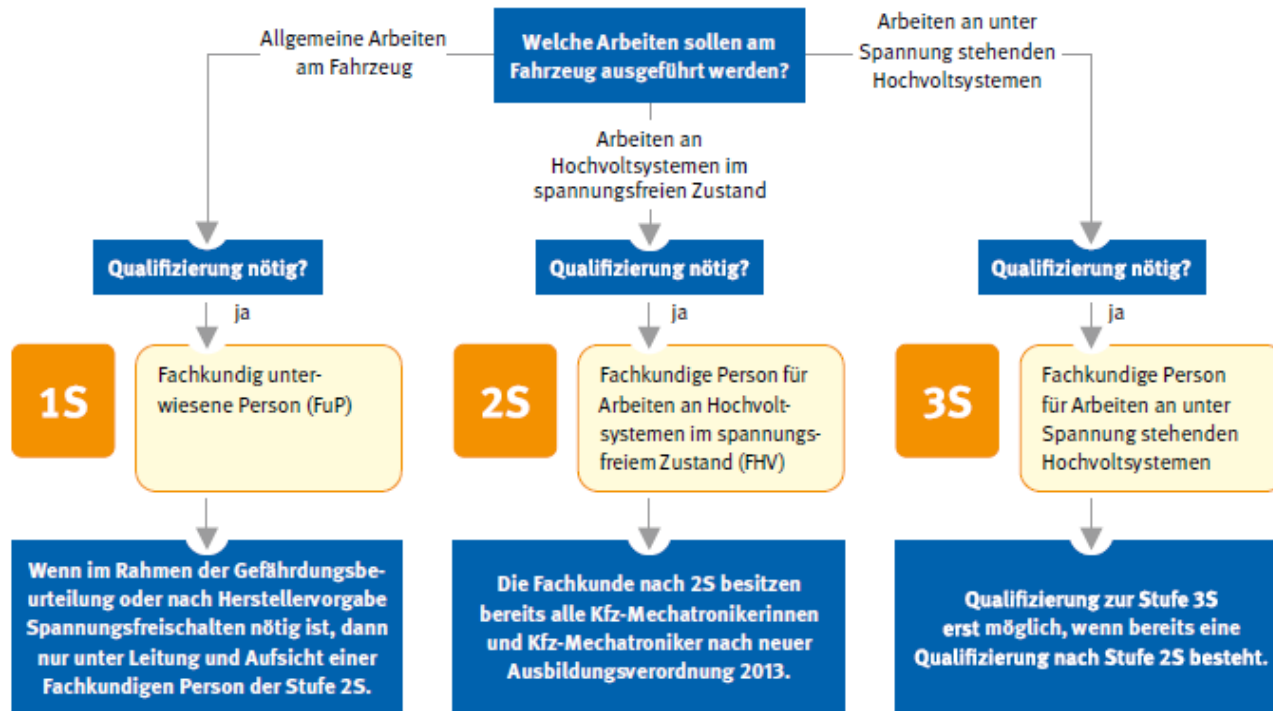 Welche Arbeiten sollen am
Fahrzeug ausgeführt werden?
Allgemeine Arbeiten
am Fahrzeug
Arbeiten an
Hochvoltsystemen im
spannungsfreien Zustand
Arbeiten an unter
Spannung stehenden
Hochvoltsystemen
Qualifizierung nötig?
ja
1S
Fachkundig unter-
wiesene Person (FuP)
Wenn im Rahmen der Gefährdungsbe-
urteilung oder nach Herstellervorgabe
Spannungsfreischalten nötig ist, dann
nur unter Leitung und Aufsicht einer
Fachkundigen Person der Stufe 2S.
Qualifizierung nötig?
ja
2S
Fachkundige Person für
Arbeiten an Hochvolt-
systemen im spannungs-
freiem Zustand (FHV)
Die Fachkunde nach 2S besitzen
bereits alle Kfz-Mechatronikerinnen
und Kfz-Mechatroniker nach neuer
Ausbildungsverordnung 2013.
Qualifizierung nötig?
ja
3S
Fachkundige Person
für Arbeiten an unter
Spannung stehenden
Hochvoltsystemen
Qualifizierung zur Stufe 3S
erst möglich, wenn bereits eine
Qualifizierung nach Stufe 2S besteht.